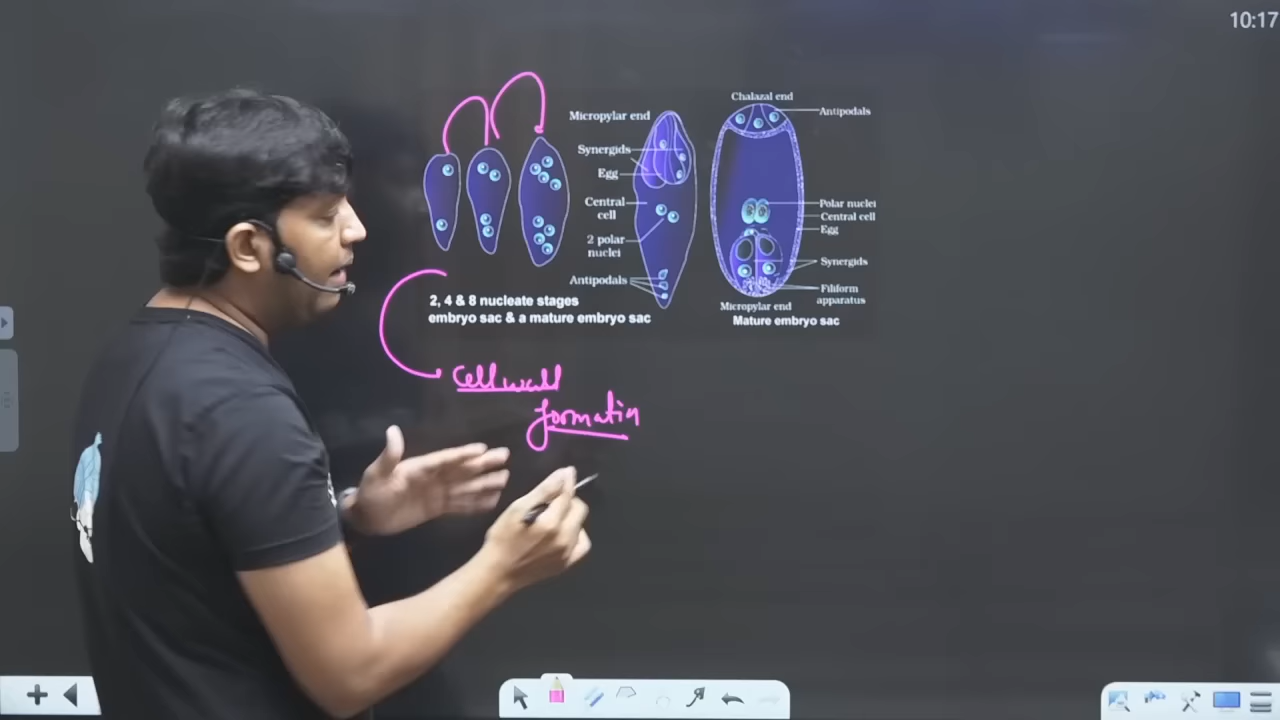 10:17
Micropylar end
Synergids
Egg
Central
cell
2 polar
nuclei
Antipodals
2, 4 & 8 nucleate stages
embryo sac & a mature embryo sac
Chalazal end
Antipodals
Polar nuclei
Central cell
Egg
Synergids
Filiform
apparatus
Micropylar end
Mature embryo sac
Cell wall
formatin